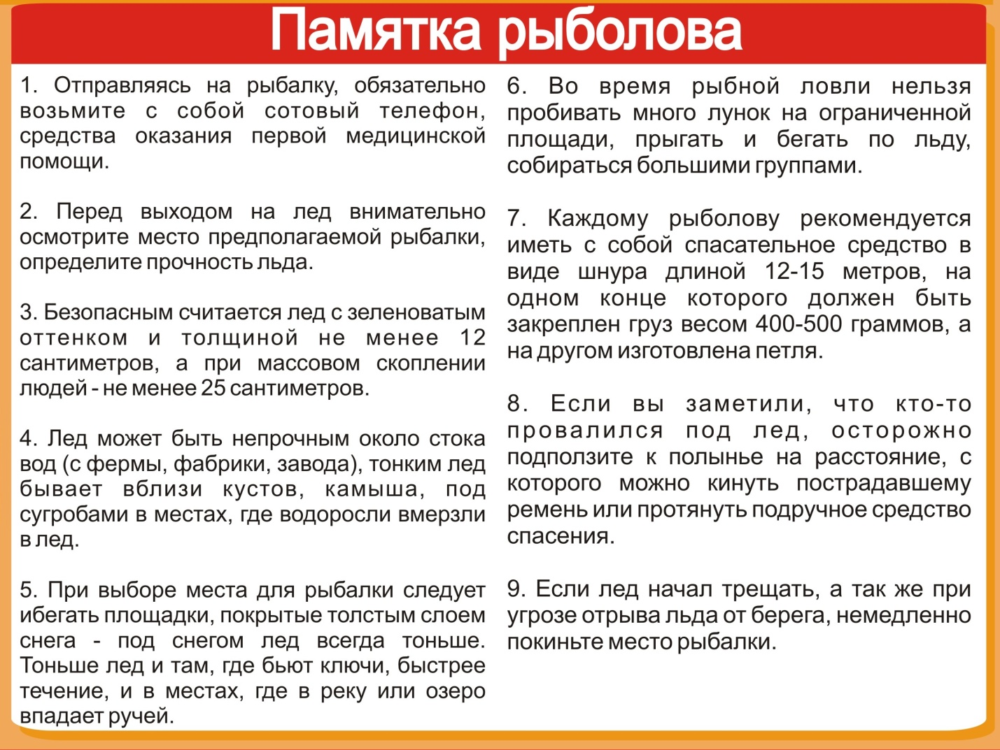 Памятка рыболова
1. Отправляясь на рыбалку, обязательно
возьмите с собой сотовый телефон,
средства оказания первой медицинской
помощи.
2. Перед выходом на лед внимательно
осмотрите место предполагаемой рыбалки,
определите прочность льда.
3. Безопасным считается лед с зеленоватым
оттенком и толщиной не менее 12
сантиметров, а при массовом скоплении
людей - не менее 25 сантиметров.
4. Лед может быть непрочным около стока
вод (с фермы, фабрики, завода), тонким лед
бывает вблизи кустов, камыша, под
сугробами в местах, где водоросли вмерзли
в лед.
5. При выборе места для рыбалки следует
ибегать площадки, покрытые толстым слоем
снега - под снегом лед всегда тоньше.
Тоньше лед и там, где бьют ключи, быстрее
течение, и в местах, где в реку или озеро
впадает ручей.
6. Во время рыбной ловли нельзя
пробивать много лунок на ограниченной
площади, прыгать и бегать по льду,
собираться большими группами.
7. Каждому рыболову рекомендуется
иметь с собой спасательное средство в
виде шнура длиной 12-15 метров, на
одном конце которого должен быть
закреплен груз весом 400-500 граммов, а
на другом изготовлена петля.
8. Если вы заметили, что кто-то
провалился под лед, осторожно
подползите к полынье на расстояние, с
которого можно кинуть пострадавшему
ремень или протянуть подручное средство
спасения.
9. Если лед начал трещать, а так же при
угрозе отрыва льда от берега, немедленно
покиньте место рыбалки.